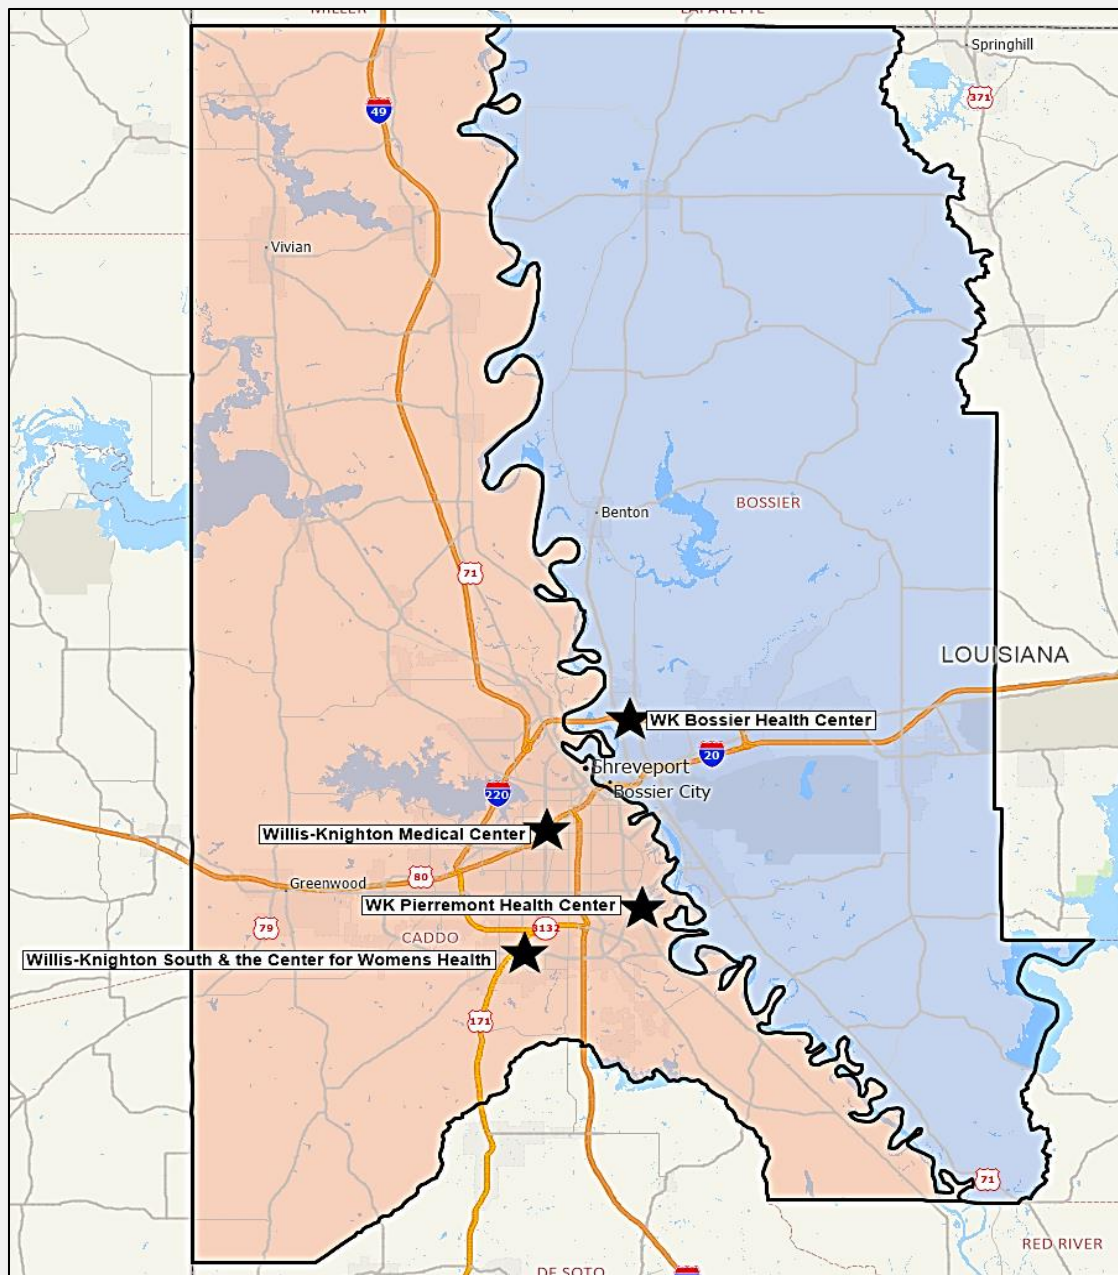 MILLER
LAFAYETTE
Springhill
371
49
Vivian
Benton
BOSSIER
71
LOUISIANA
WK Bossier Health Center
20
Shreveport
Bossier City
220
Willis-Knighton Medical Center
80
Greenwood
WK Pierremont Health Center
79
3132
CADDO
Willis-Knighton South & the Center for Womens Health
171
71
RED RIVER
DE SOTO